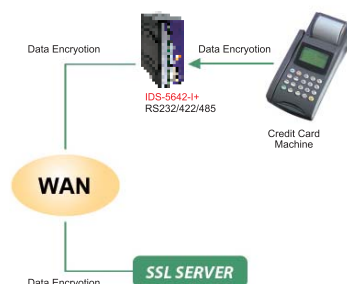 Data Encryotion
Data Encryotion
IDS-5642-I+
RS232/422/485
Credit Card
Machine
WAN
SSL SERVER
Data Encryotion